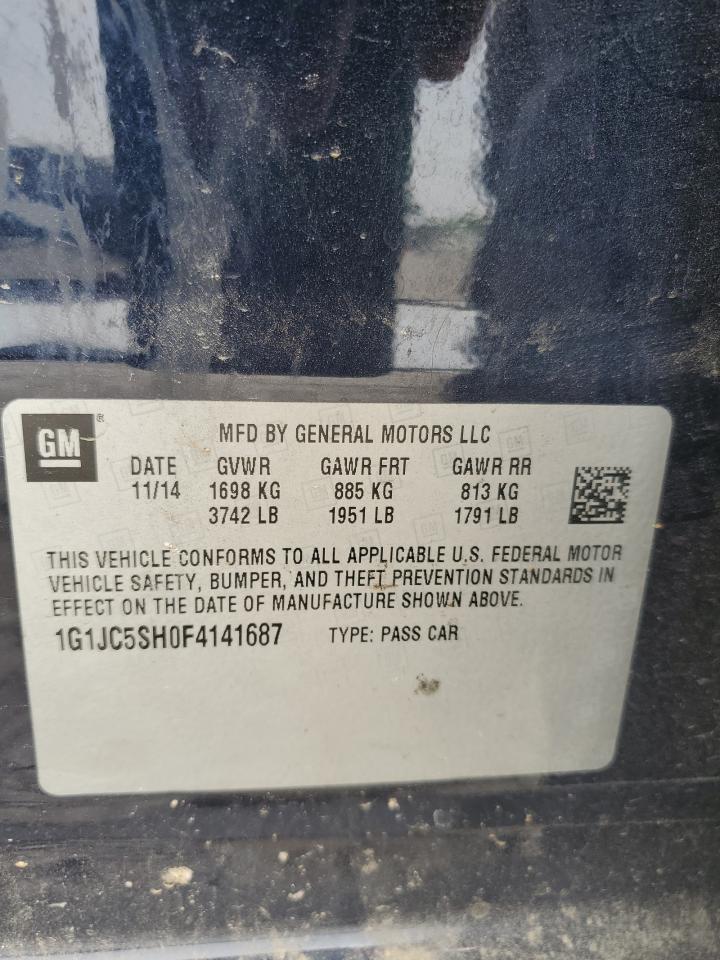 GM®
MFD BY GENERAL MOTORS LLC
DATE GVWR GAWR FRT GAWR RR
11/14 1698 KG 885 KG 813 KG
3742 LB 1951 LB 1791 LB
THIS VEHICLE CONFORMS TO ALL APPLICABLE U.S. FEDERAL MOTOR
VEHICLE SAFETY, BUMPER, AND THEFT PREVENTION STANDARDS IN
EFFECT ON THE DATE OF MANUFACTURE SHOWN ABOVE.
1G1JC5SH0F4141687 TYPE: PASS CAR